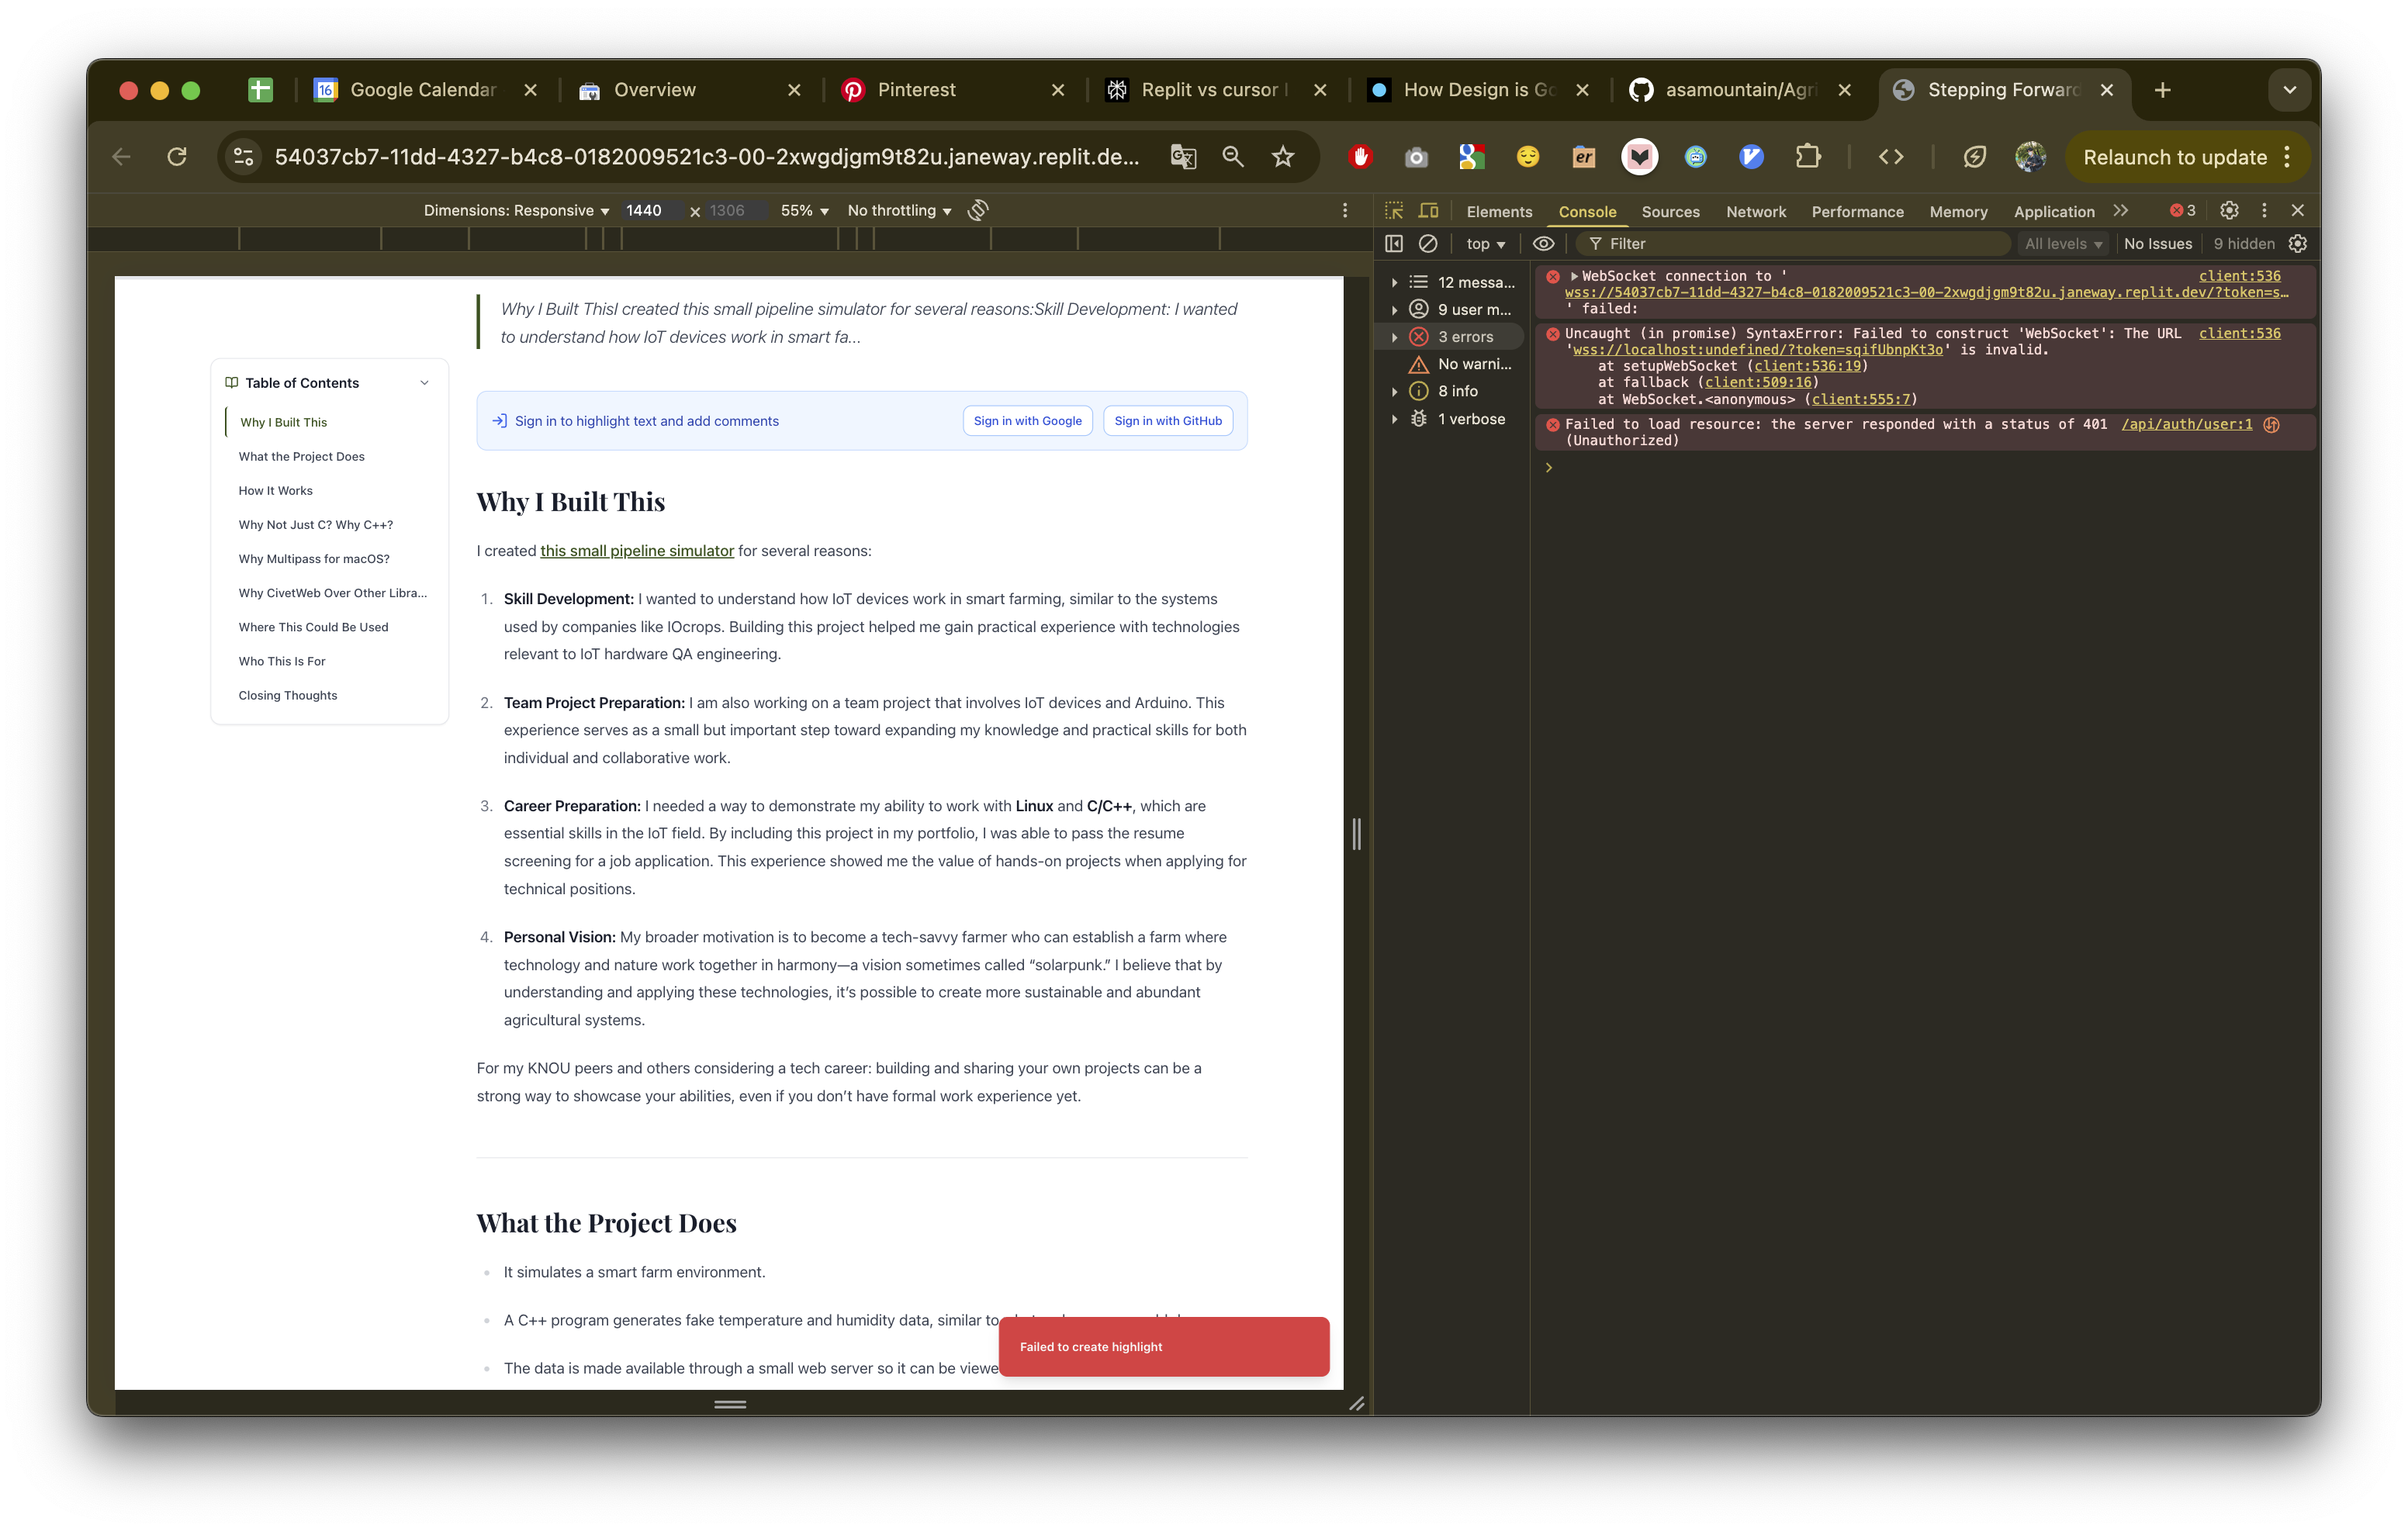 Google Calendar
Overview
Pinterest
Replit vs cursor
How Design is Go
asamountain/Agri
Stepping Forward
54037cb7-11dd-4327-b4c8-0182009521c3-00-2xwgdjgm9t82u.janeway.replit.de...
Relaunch to update
Dimensions: Responsive 1440 x 1306 55% No throttling
Elements Console Sources Network Performance Memory Application 3
top Filter All levels No Issues 9 hidden
Why I Built ThisI created this small pipeline simulator for several reasons:Skill Development: I wanted
to understand how IoT devices work in smart fa...
Table of Contents
Why I Built This
What the Project Does
How It Works
Why Not Just C? Why C++?
Why Multipass for macOS?
Why CivetWeb Over Other Libra...
Where This Could Be Used
Who This Is For
Closing Thoughts
Sign in to highlight text and add comments
Sign in with Google
Sign in with GitHub
Why I Built This
I created this small pipeline simulator for several reasons:
1. Skill Development: I wanted to understand how IoT devices work in smart farming, similar to the systems
used by companies like IOcrops. Building this project helped me gain practical experience with technologies
relevant to IoT hardware QA engineering.
2. Team Project Preparation: I am also working on a team project that involves IoT devices and Arduino. This
experience serves as a small but important step toward expanding my knowledge and practical skills for both
individual and collaborative work.
3. Career Preparation: I needed a way to demonstrate my ability to work with Linux and C/C++, which are
essential skills in the IoT field. By including this project in my portfolio, I was able to pass the resume
screening for a job application. This experience showed me the value of hands-on projects when applying for
technical positions.
4. Personal Vision: My broader motivation is to become a tech-savvy farmer who can establish a farm where
technology and nature work together in harmony—a vision sometimes called “solarpunk.” I believe that by
understanding and applying these technologies, it’s possible to create more sustainable and abundant
agricultural systems.
For my KNOU peers and others considering a tech career: building and sharing your own projects can be a
strong way to showcase your abilities, even if you don’t have formal work experience yet.
What the Project Does
It simulates a smart farm environment.
A C++ program generates fake temperature and humidity data, similar to
The data is made available through a small web server so it can be viewe
Failed to create highlight
12 messa...
9 user m...
3 errors
No warni...
8 info
1 verbose
WebSocket connection to ' client:536
wss://54037cb7-11dd-4327-b4c8-0182009521c3-00-2xwgdjgm9t82u.janeway.replit.dev/?token=s...
' failed:
Uncaught (in promise) SyntaxError: Failed to construct 'WebSocket': The URL client:536
'wss://localhost:undefined/?token=sqifUbnpKt3o' is invalid.
at setupWebSocket (client:536:19)
at fallback (client:509:16)
at WebSocket.<anonymous> (client:555:7)
Failed to load resource: the server responded with a status of 401 /api/auth/user:1
(Unauthorized)